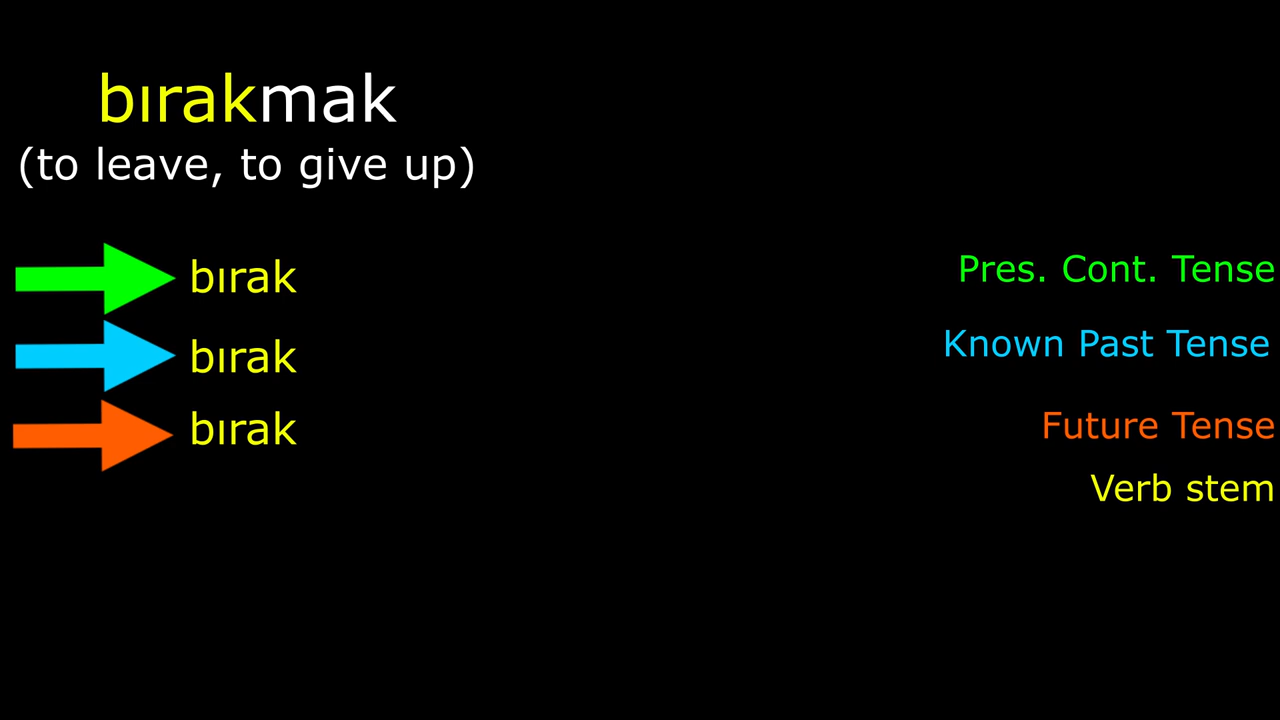 bırakmak
(to leave, to give up)
bırak
Pres. Cont. Tense
bırak
Known Past Tense
bırak
Future Tense
Verb stem